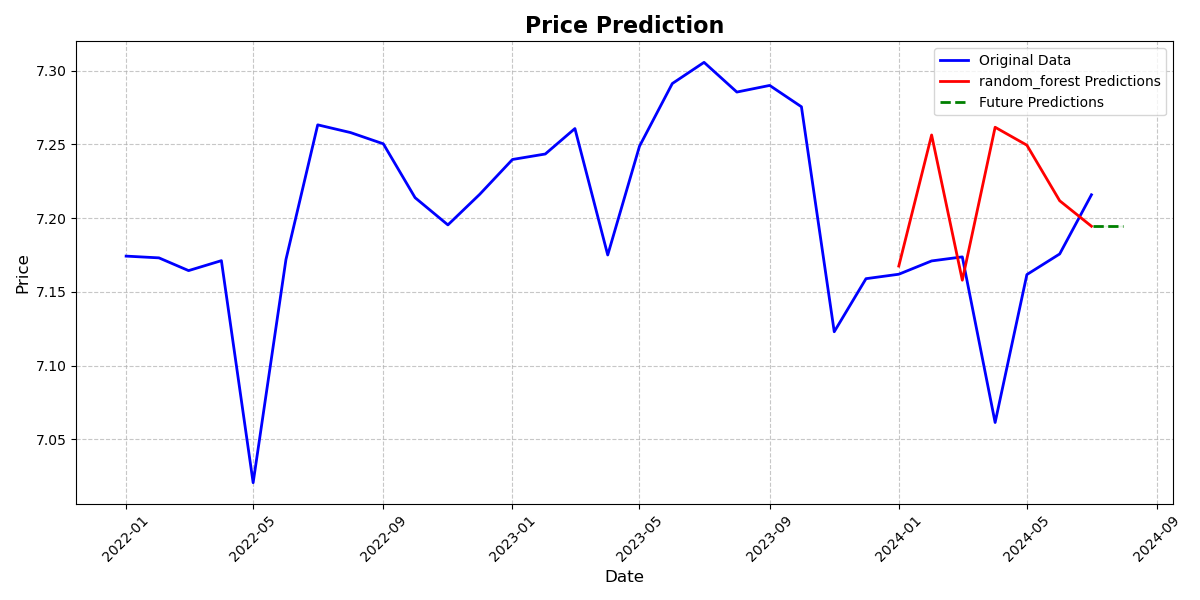 Price Prediction
Original Data
random_forest Predictions
Future Predictions
Price
7.30
7.25
7.20
7.15
7.10
7.05
2022-01
2022-05
2022-09
2023-01
2023-05
2023-09
2024-01
2024-05
2024-09
Date